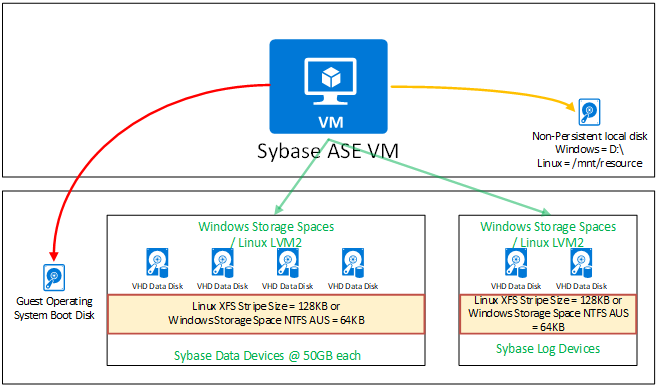 VM
Sybase ASE VM
Non-Persistent local disk
Windows = D:\
Linux = /mnt/resource
Guest Operating
System Boot Disk
Windows Storage Spaces
/ Linux LVM2
VHD Data Disk
VHD Data Disk
VHD Data Disk
VHD Data Disk
Linux XFS Stripe Size = 128KB or
Windows Storage Space NTFS AUS = 64KB
Sybase Data Devices @ 50GB each
Windows Storage Spaces
/ Linux LVM2
VHD Data Disk
VHD Data Disk
Linux XFS Stripe Size = 128KB or
Windows Storage Space NTFS AUS
= 64KB
Sybase Log Devices